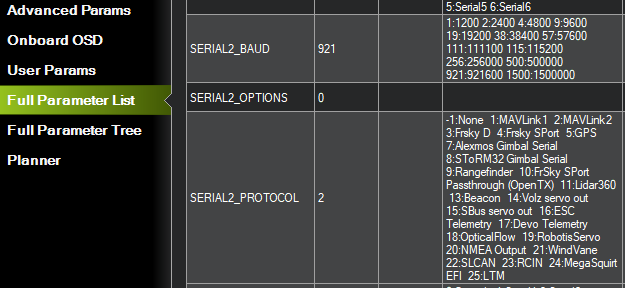 Advanced Params
Onboard OSD
User Params
Full Parameter List
Full Parameter Tree
Planner
5:Serial5 6:Serial6
SERIAL2_BAUD
921
1:1200 2:2400 4:4800 9:9600
19:19200 38:38400 57:57600
111:111100 115:115200
256:256000 500:500000
921:921600 1500:1500000
SERIAL2_OPTIONS
0
SERIAL2_PROTOCOL
2
-1:None 1:MAVLink1 2:MAVLink2
3:Frsky D 4:Frsky SPort 5:GPS
7:Alexmos Gimbal Serial
8:SToRM32 Gimbal Serial
9:Rangefinder 10:FrSky SPort
Passthrough (OpenTX) 11:Lidar360
13:Beacon 14:Volz servo out
15:SBus servo out 16:ESC
Telemetry 17:Devo Telemetry
18:OpticalFlow 19:RobotisServo
20:NMEA Output 21:WindVane
22:SLCAN 23:RCIN 24:MegaSquirt
EFI 25:LTM